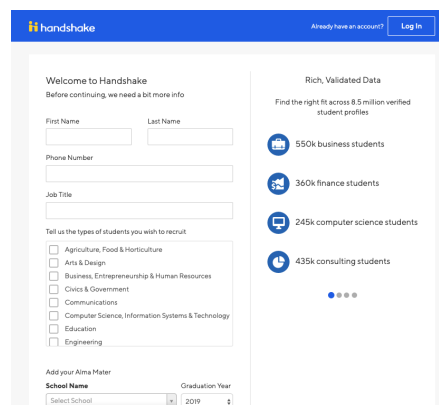 handshake
Already have an account?
Log In
Welcome to Handshake
Before continuing, we need a bit more info
First Name
Last Name
Phone Number
Job Title
Tell us the types of students you wish to recruit
Agriculture, Food & Horticulture
Arts & Design
Business, Entrepreneurship & Human Resources
Civics & Government
Communications
Computer Science, Information Systems & Technology
Education
Engineering
Add your Alma Mater
School Name
Graduation Year
Select School
2019
Rich, Validated Data
Find the right fit across 8.5 million verified
student profiles
550k business students
360k finance students
245k computer science students
435k consulting students